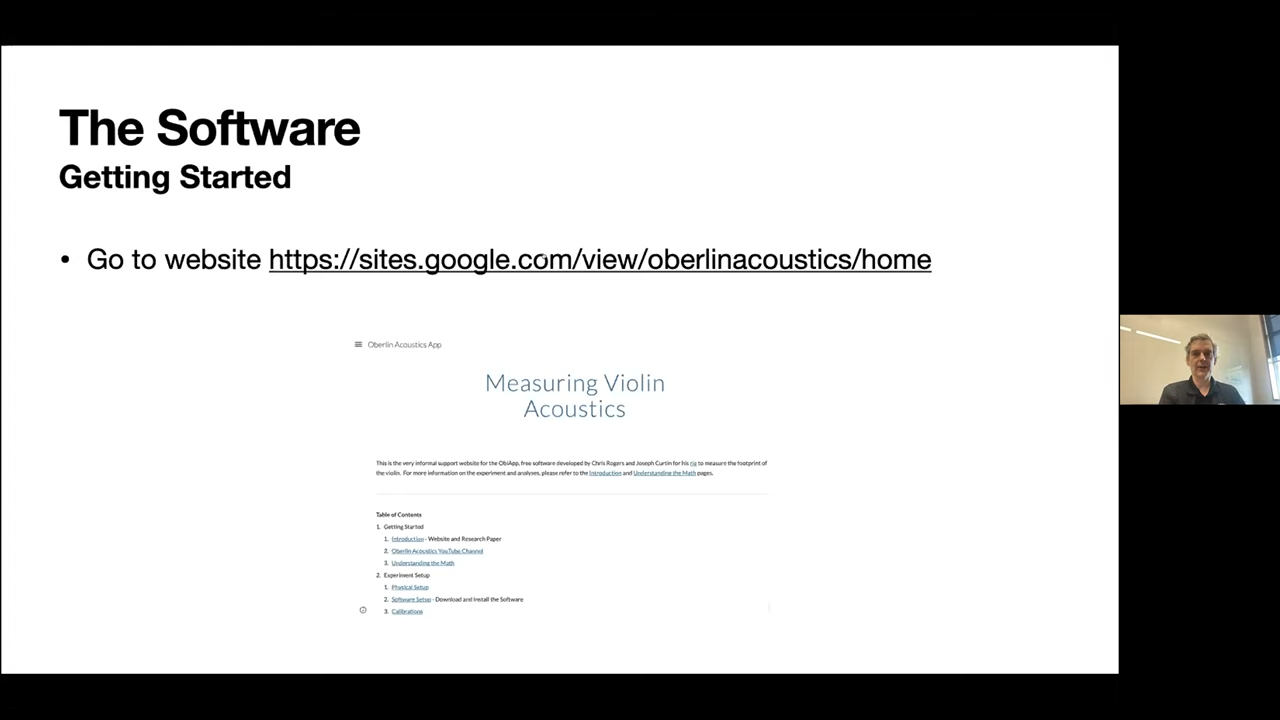 The Software
Getting Started
• Go to website https://sites.google.com/view/oberlinacoustics/home
Oberlin Acoustics App
Measuring Violin
Acoustics
This is the very informal support website for the ObiApp, free software developed by Chris Rogers and Joseph Curtin for his rig to measure the footprint of
the violin. For more information on the experiment and analyses, please refer to the Introduction and Understanding the Math pages.
Table of Contents
1. Getting Started
1. Introduction - Website and Research Paper
2. Oberlin Acoustics YouTube Channel
3. Understanding the Math
2. Experiment Setup
1. Physical Setup
2. Software Setup - Download and Install the Software
3. Calibrations